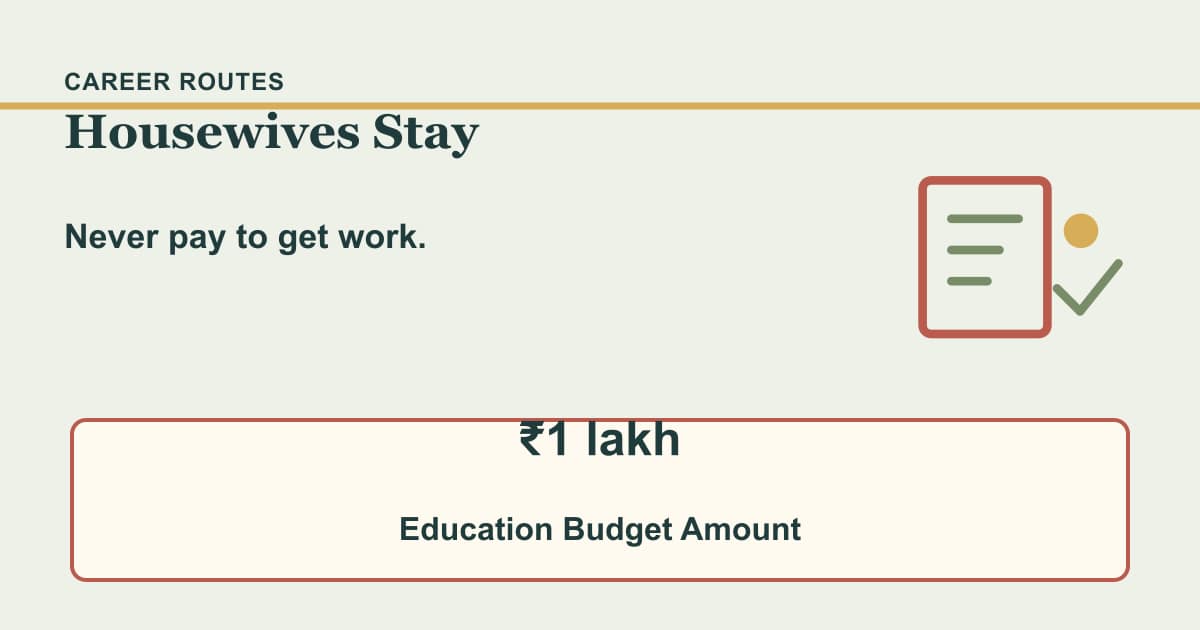 CAREER ROUTES
Housewives Stay
Never pay to get work.
₹1 lakh
Education Budget Amount